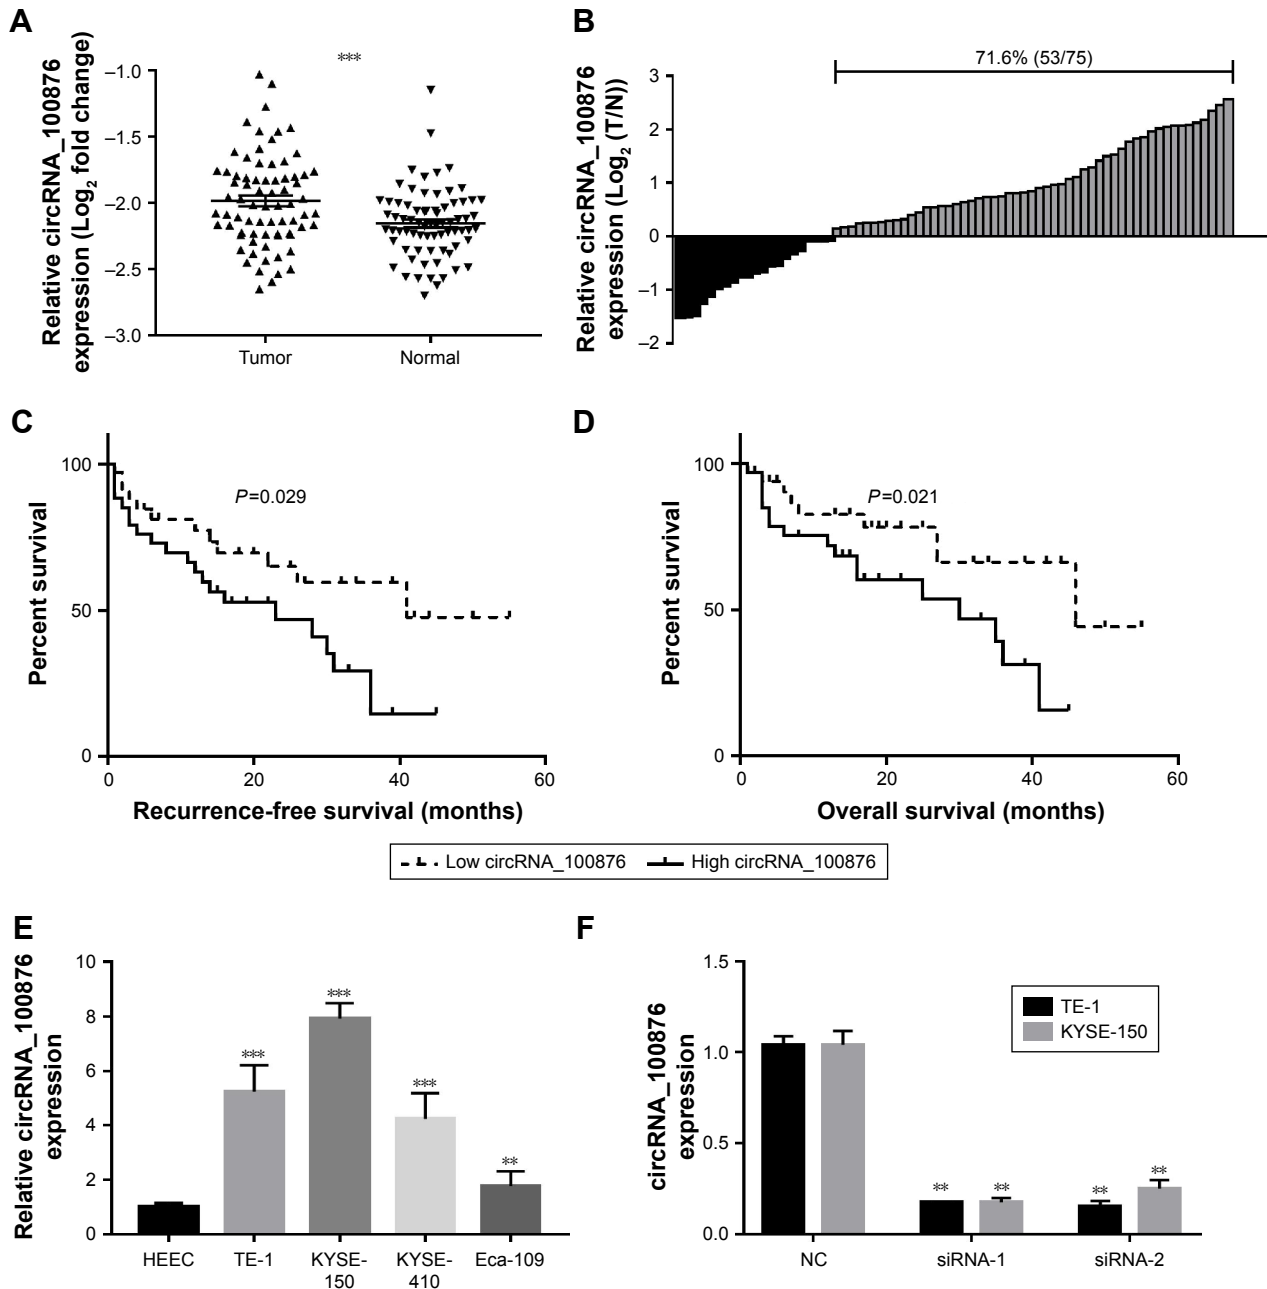 A
Relative circRNA_100876
expression (Log2 fold change)
***
–1.0
–1.5
–2.0
–2.5
–3.0
Tumor
Normal
B
Relative circRNA_100876
expression (Log2 (T/N))
71.6% (53/75)
3
2
1
0
–1
–2
C
Percent survival
100
50
0
P=0.029
0
20
40
60
Recurrence-free survival (months)
D
Percent survival
100
50
0
P=0.021
0
20
40
60
Overall survival (months)
Low circRNA_100876
High circRNA_100876
E
Relative circRNA_100876
expression
10
8
6
4
2
0
***
***
***
**
HEEC
TE-1
KYSE-
150
KYSE-
410
Eca-109
F
circRNA_100876
expression
1.5
1.0
0.5
0.0
TE-1
KYSE-150
**
**
**
**
NC
siRNA-1
siRNA-2